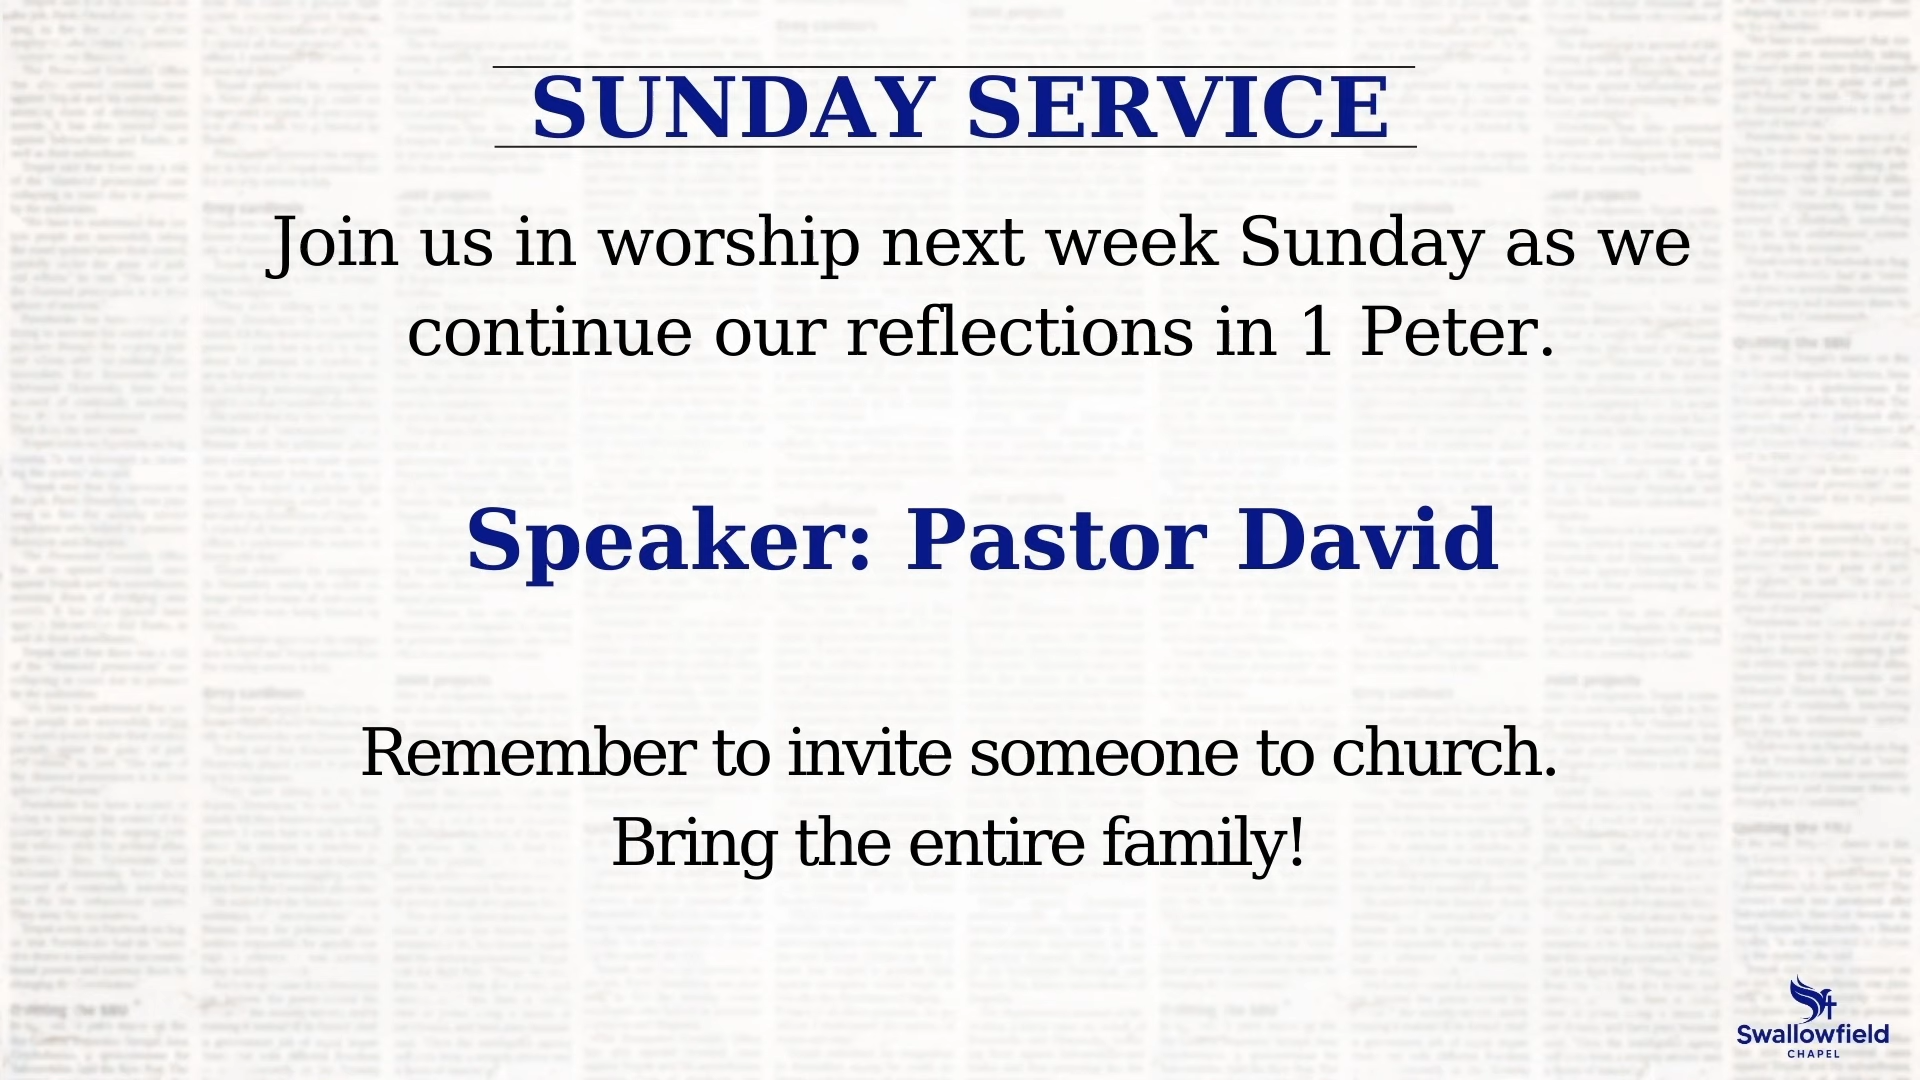 SUNDAY SERVICE
Join us in worship next week Sunday as we
continue our reflections in 1 Peter.
Speaker: Pastor David
Remember to invite someone to church.
Bring the entire family!
Swallowfield
CHAPEL